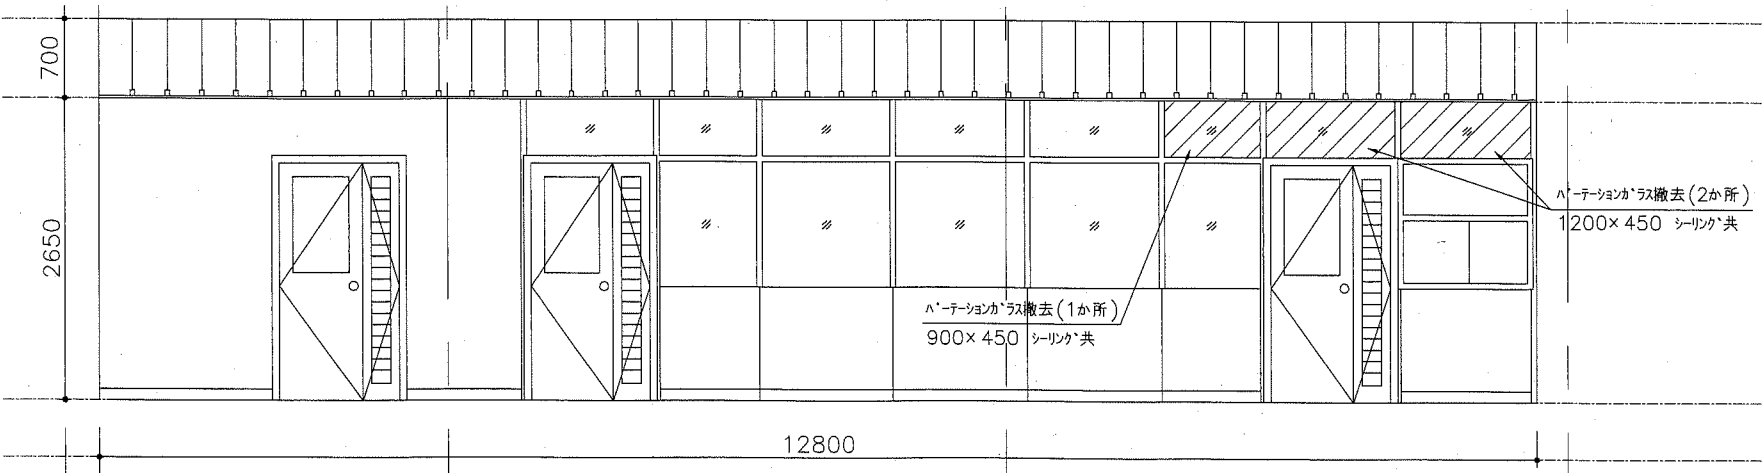 700
2650
パーテションガラス撤去(2か所)
1200×450 シーリング共
パーテションガラス撤去(1か所)
900×450 シーリング共
12800